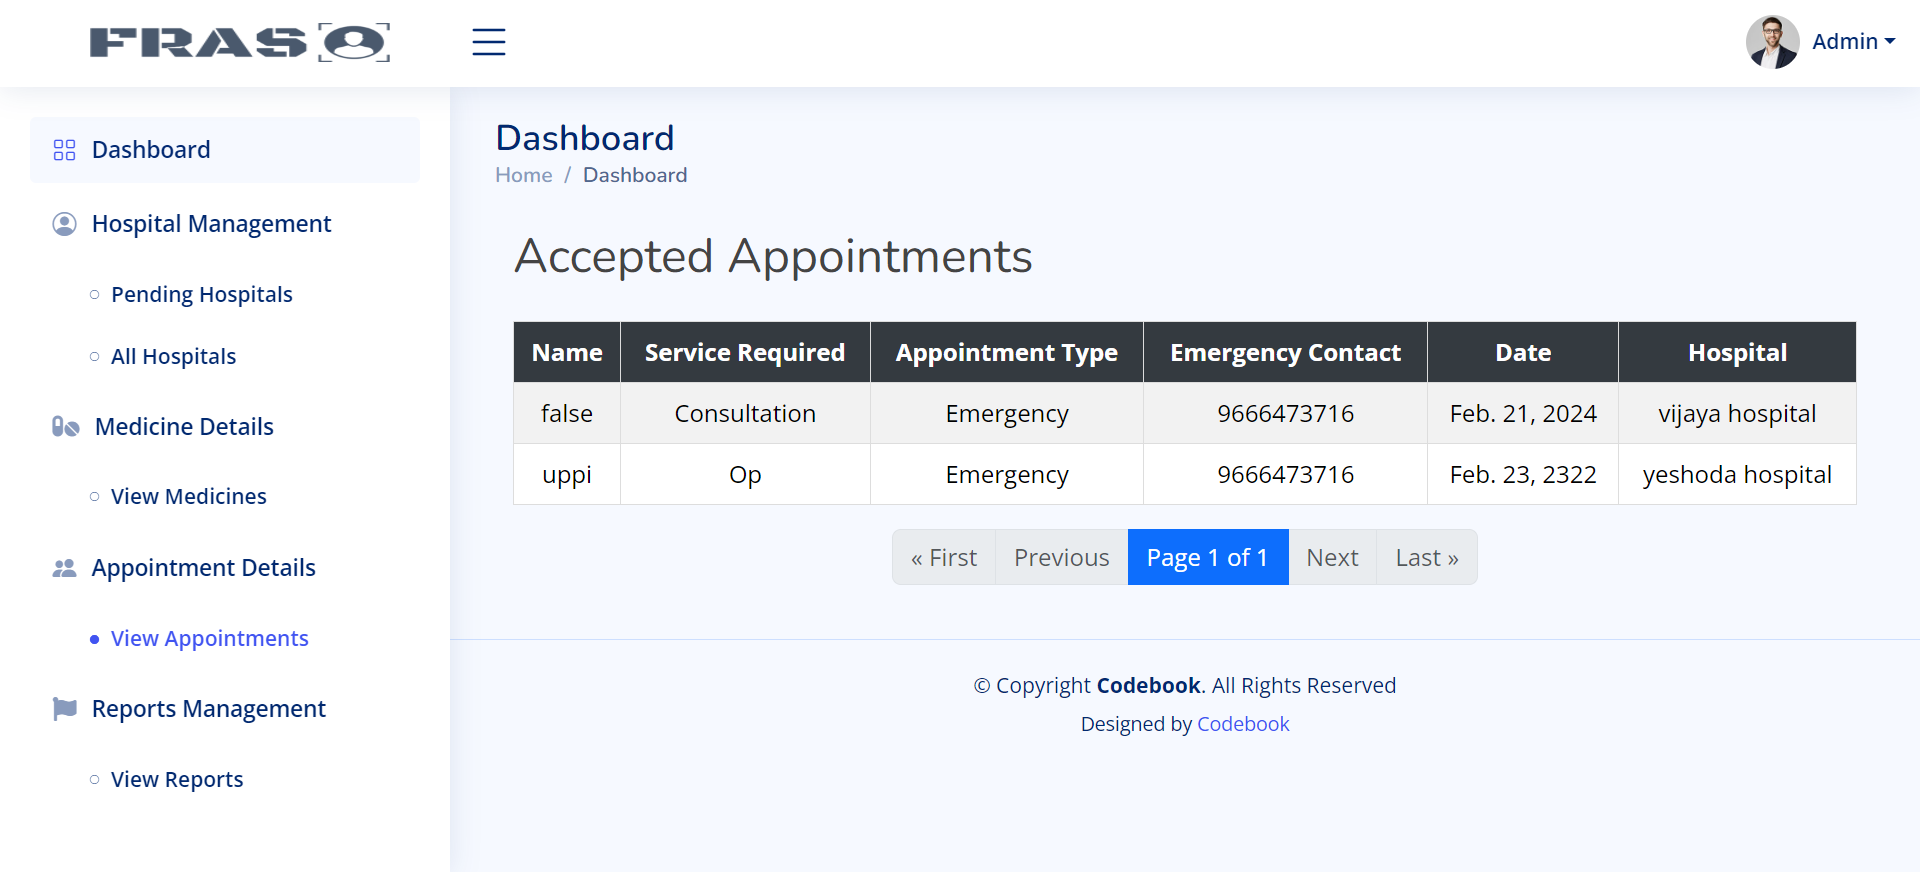 FRAS
Admin
Dashboard
Hospital Management
Pending Hospitals
All Hospitals
Medicine Details
View Medicines
Appointment Details
View Appointments
Reports Management
View Reports
Dashboard
Home / Dashboard
Accepted Appointments
Name Service Required Appointment Type Emergency Contact Date Hospital
false Consultation Emergency 9666473716 Feb. 21, 2024 vijaya hospital
uppi Op Emergency 9666473716 Feb. 23, 2322 yeshoda hospital
« First Previous Page 1 of 1 Next Last »
© Copyright Codebook. All Rights Reserved
Designed by Codebook